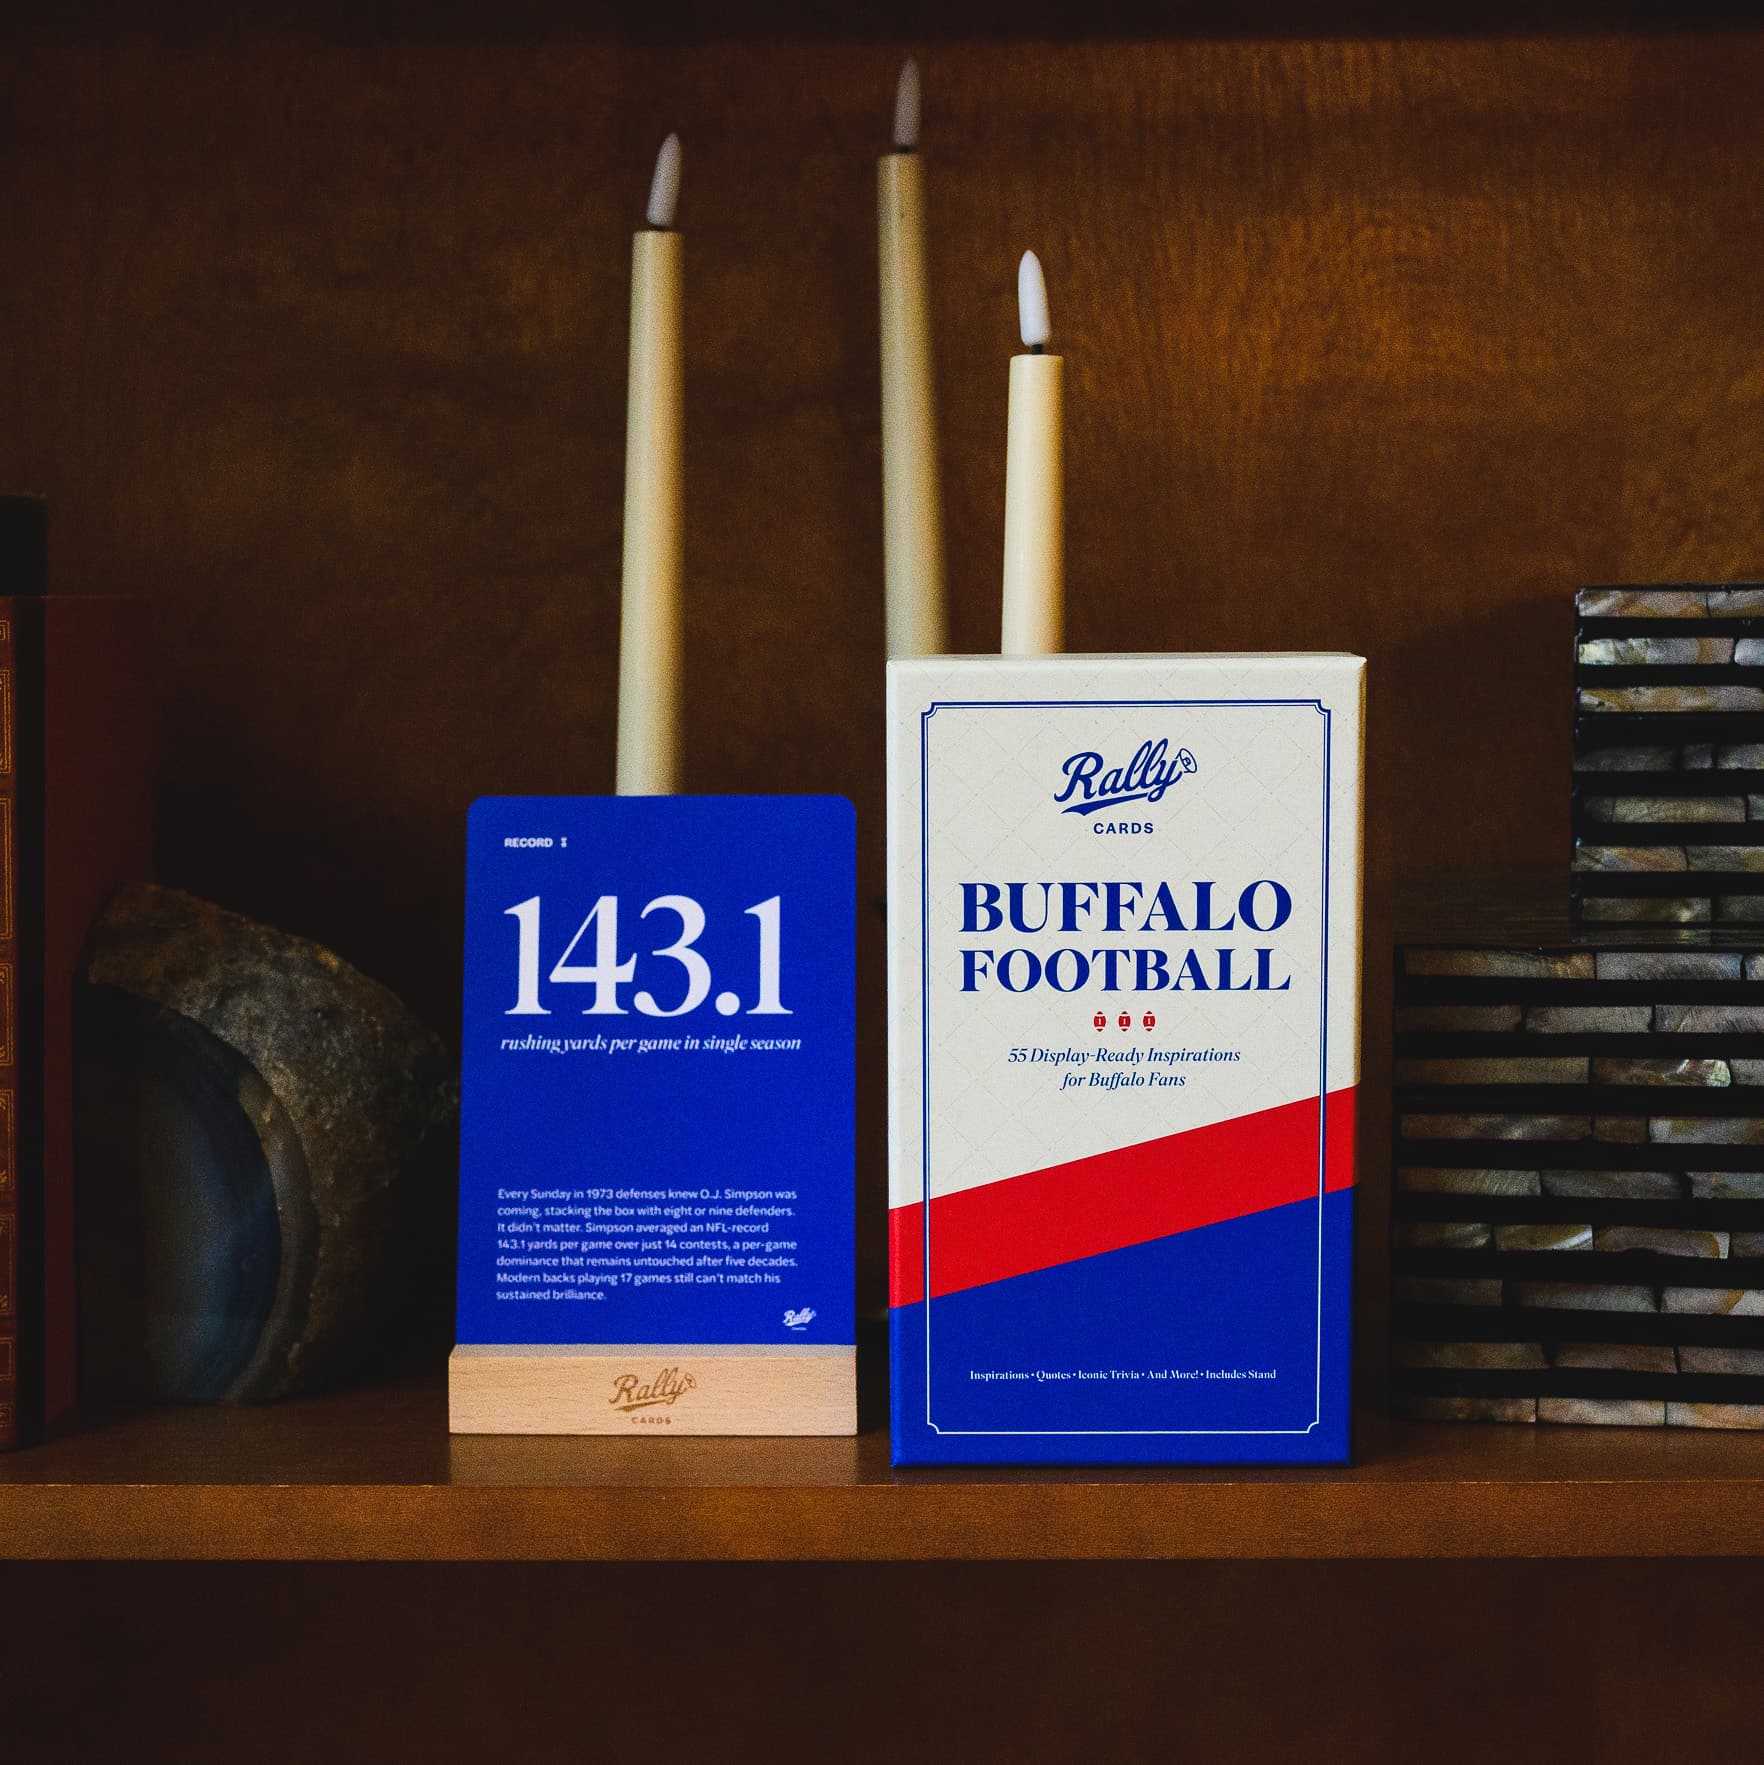 RECORD
143.1
rushing yards per game in single season
Every Sunday in 1973 defenses knew O.J. Simpson was
coming, stacking the box with eight or nine defenders.
It didn't matter. Simpson averaged an NFL-record
143.1 yards per game over just 14 contests, a per-game
dominance that remains untouched after five decades.
Modern backs playing 17 games still can't match his
sustained brilliance.
Rally
Rally
CARDS
Rally
CARDS
BUFFALO
FOOTBALL
55 Display-Ready Inspirations
for Buffalo Fans
Inspirations • Quotes • Iconic Trivia • And More! • Includes Stand